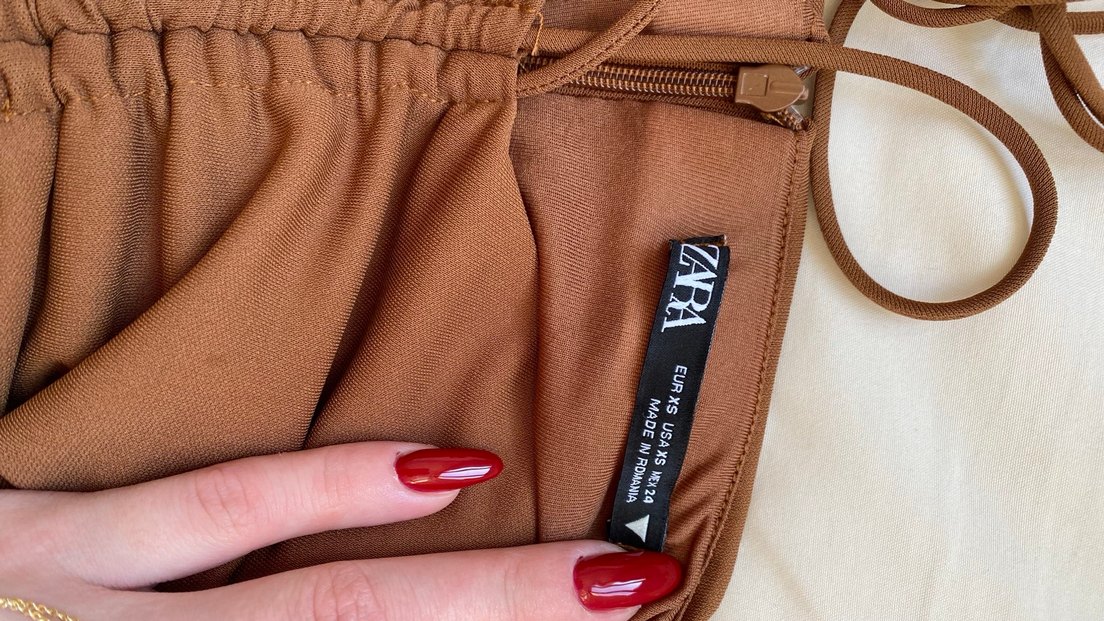 ZARA
EUR XS USA XS MEX 24
MADE IN ROMANIA